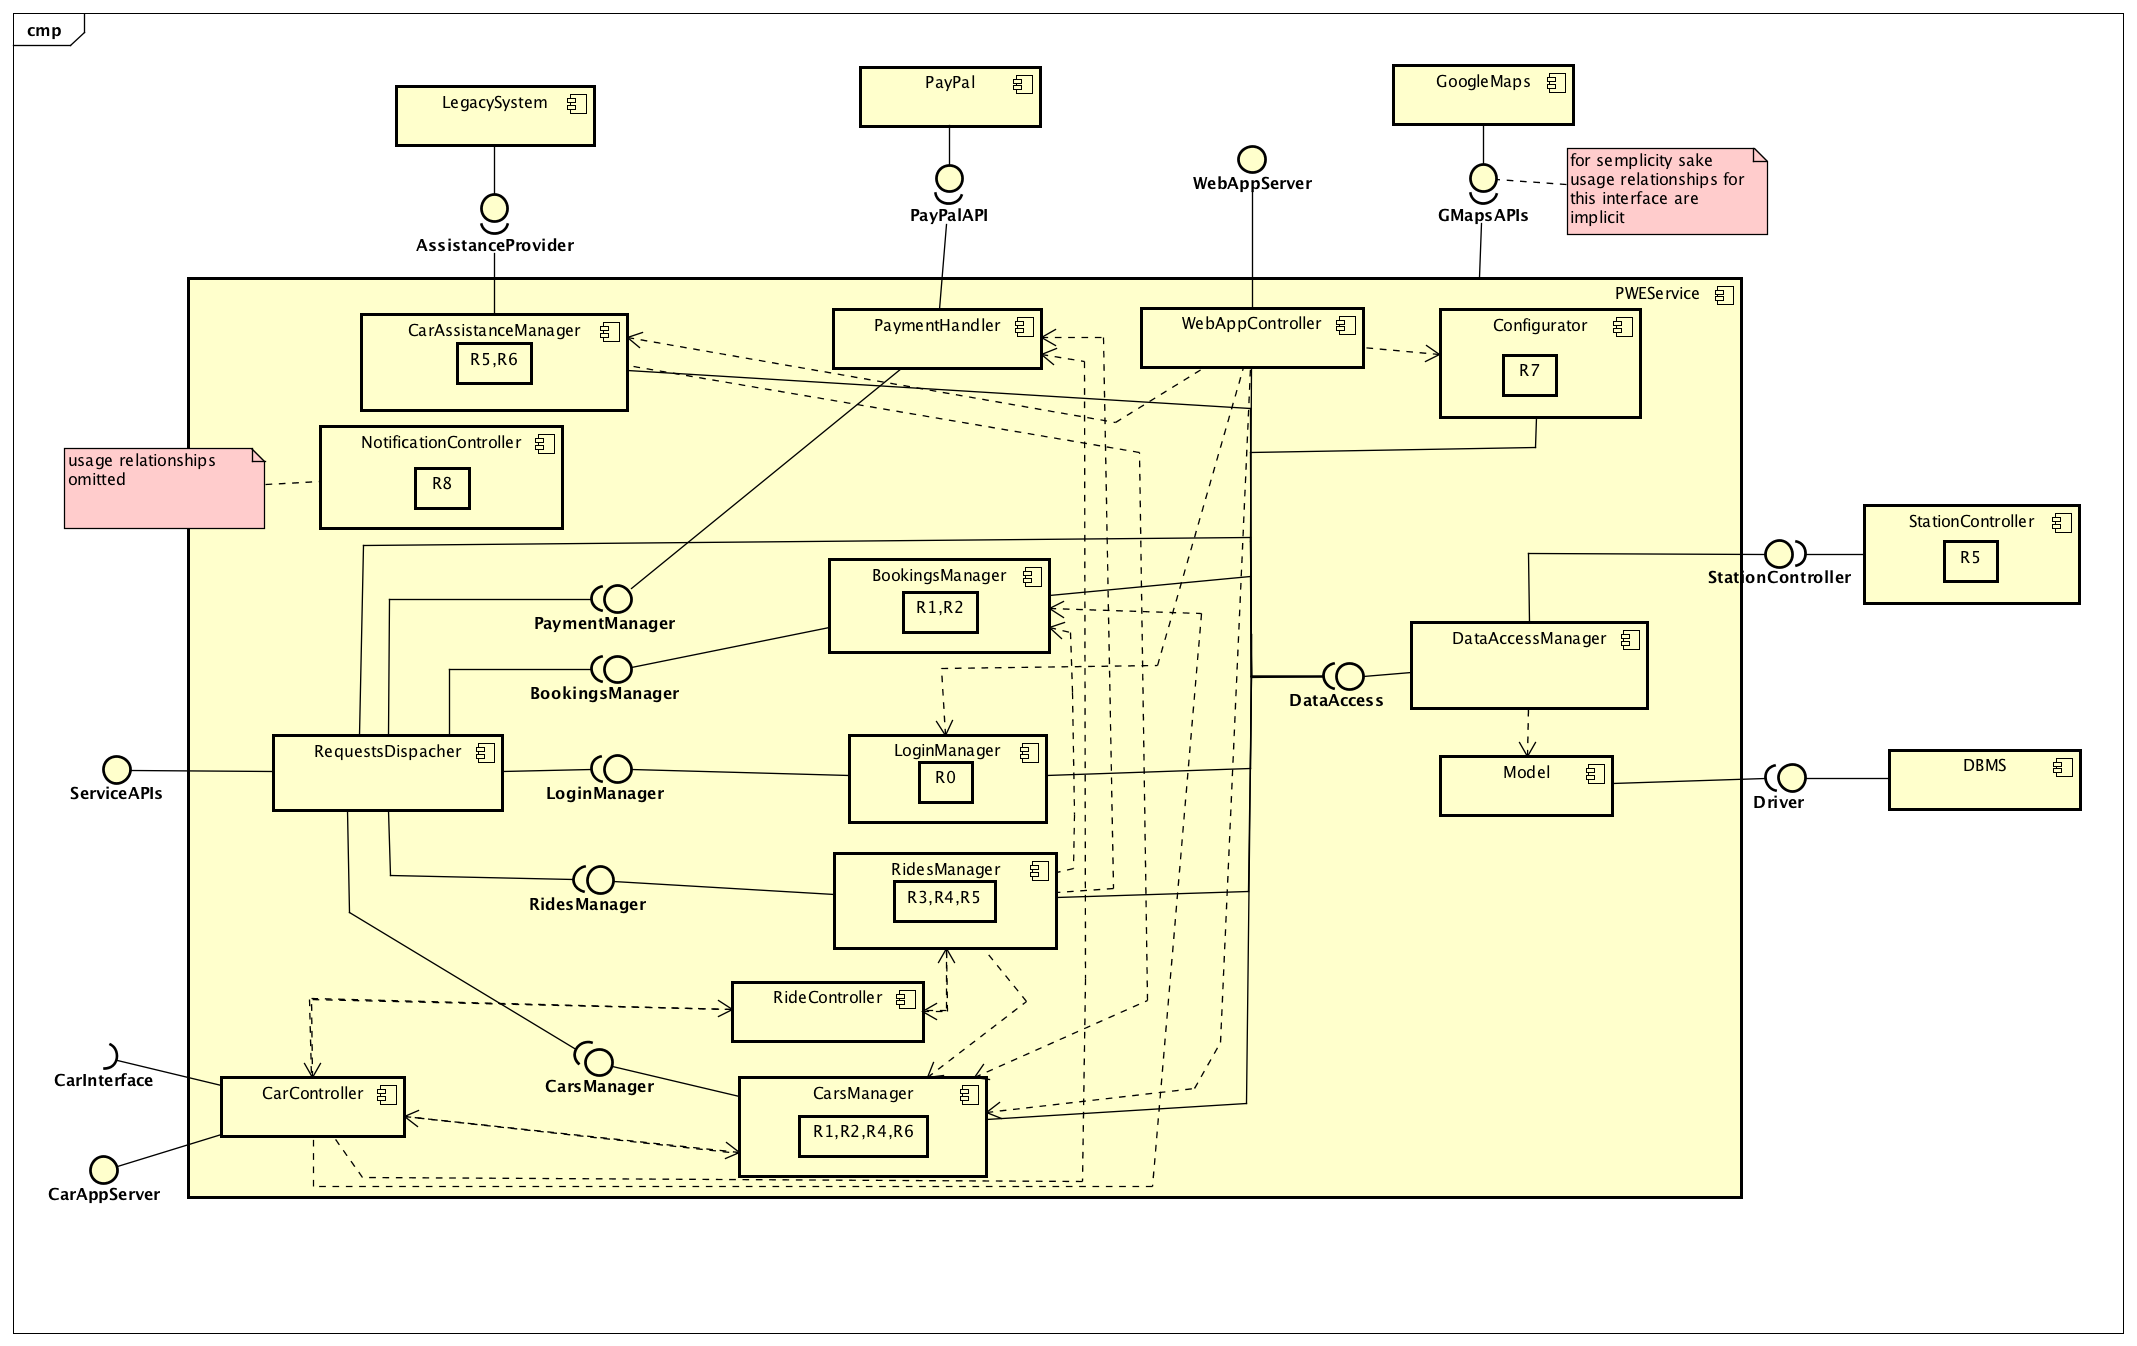 cmp
LegacySystem
PayPal
GoogleMaps
WebAppServer
for semplicity sake
usage relationships for
this interface are
implicit
AssistanceProvider
PayPalAPI
GMapsAPIs
PWEService
CarAssistanceManager
R5,R6
PaymentHandler
WebAppController
Configurator
R7
usage relationships
omitted
NotificationController
R8
StationController
R5
StationController
BookingsManager
R1,R2
PaymentManager
BookingsManager
DataAccessManager
DataAccess
RequestsDispacher
ServiceAPIs
LoginManager
LoginManager
R0
Model
Driver
DBMS
RidesManager
RidesManager
R3,R4,R5
RideController
CarInterface
CarController
CarsManager
CarsManager
R1,R2,R4,R6
CarAppServer